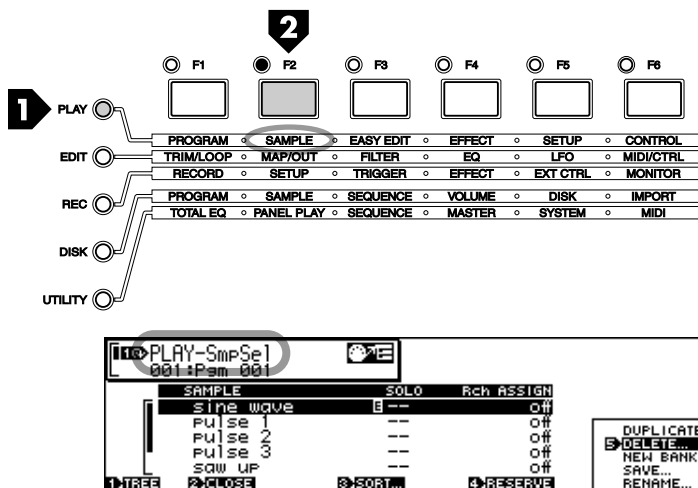 2
F1 F2 F3 F4 F5 F6
1 PLAY
PROGRAM SAMPLE EASY EDIT EFFECT SETUP CONTROL
EDIT
TRIM/LOOP MAP/OUT FILTER EQ LFO MIDI/CTRL
RECORD SETUP TRIGGER EFFECT EXT CTRL MONITOR
REC
PROGRAM SAMPLE SEQUENCE VOLUME DISK IMPORT
TOTAL EQ PANEL PLAY SEQUENCE MASTER SYSTEM MIDI
DISK
UTILITY
PLAY-SmpSel
001:Pgm 001
SAMPLE SOLO Rch ASSIGN
sine wave E -- off
pulse 1 -- off
pulse 2 -- off
pulse 3 -- off
saw up -- off
1 TREE 2 CLOSE 3 SORT... 4 RESERVE
DUPLICATE
5 DELETE...
NEW BANK
SAVE...
RENAME...